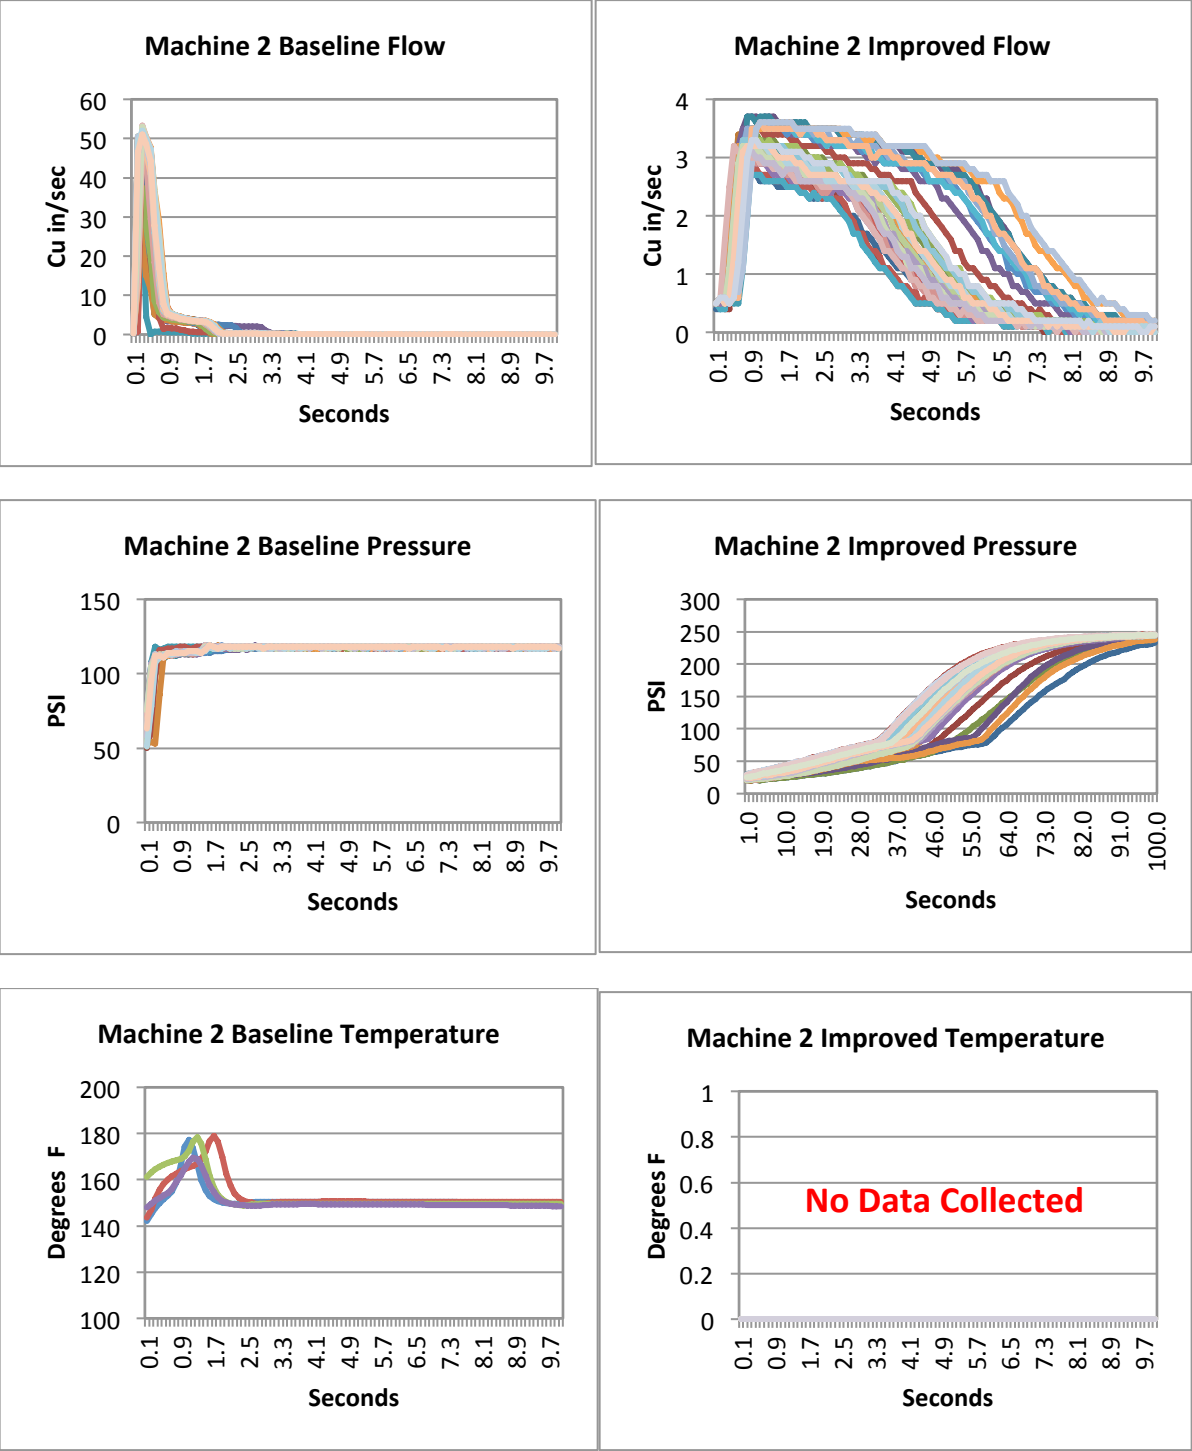 Machine 2 Baseline Flow
60
50
40
30
20
10
0
Cu in/sec
0.1 0.9 1.7 2.5 3.3 4.1 4.9 5.7 6.5 7.3 8.1 8.9 9.7
Seconds
Machine 2 Improved Flow
4
3
2
1
0
Cu in/sec
0.1 0.9 1.7 2.5 3.3 4.1 4.9 5.7 6.5 7.3 8.1 8.9 9.7
Seconds
Machine 2 Baseline Pressure
150
100
50
0
PSI
0.1 0.9 1.7 2.5 3.3 4.1 4.9 5.7 6.5 7.3 8.1 8.9 9.7
Seconds
Machine 2 Improved Pressure
300
250
200
150
100
50
0
PSI
1.0 10.0 19.0 28.0 37.0 46.0 55.0 64.0 73.0 82.0 91.0 100.0
Seconds
Machine 2 Baseline Temperature
200
180
160
140
120
100
Degrees F
0.1 0.9 1.7 2.5 3.3 4.1 4.9 5.7 6.5 7.3 8.1 8.9 9.7
Seconds
Machine 2 Improved Temperature
1
0.8
0.6
0.4
0.2
0
Degrees F
No Data Collected
0.1 0.9 1.7 2.5 3.3 4.1 4.9 5.7 6.5 7.3 8.1 8.9 9.7
Seconds